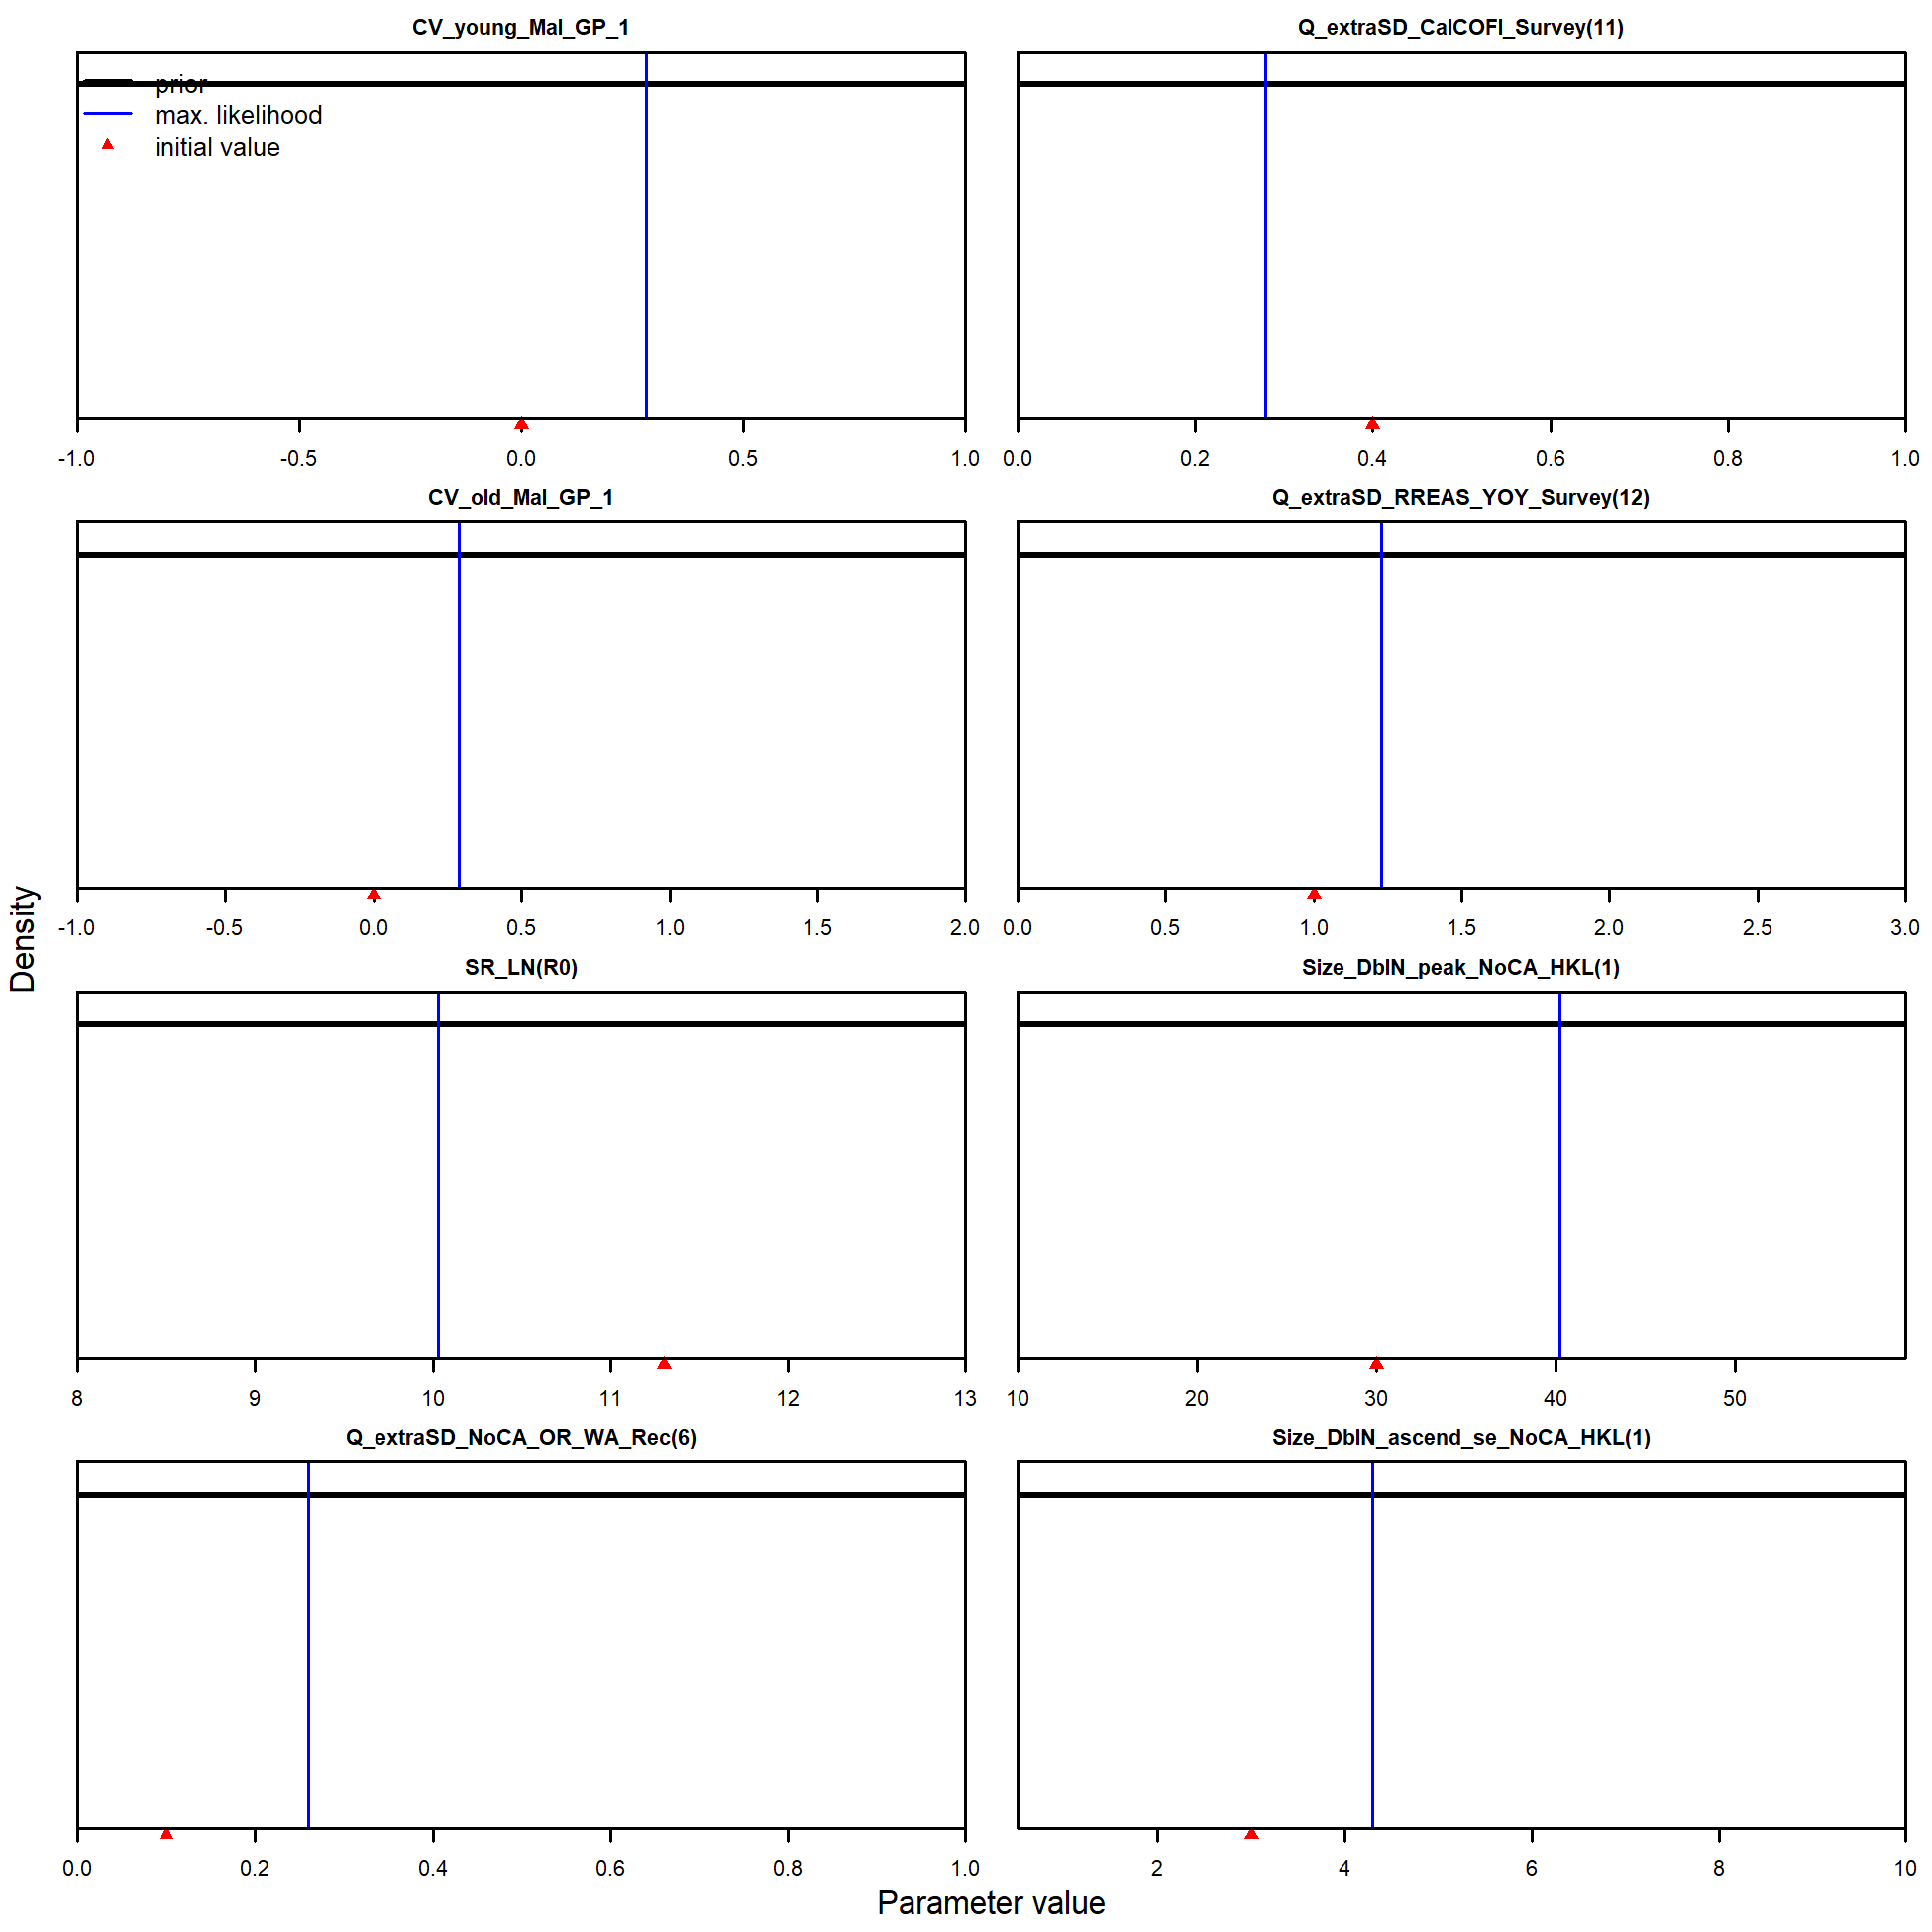 CV_young_Mal_GP_1
prior
max. likelihood
initial value
-1.0 -0.5 0.0 0.5 1.0
Q_extraSD_CalCOFI_Survey(11)
0.0 0.2 0.4 0.6 0.8 1.0
CV_old_Mal_GP_1
-1.0 -0.5 0.0 0.5 1.0 1.5 2.0
Q_extraSD_RREAS_YOY_Survey(12)
0.0 0.5 1.0 1.5 2.0 2.5 3.0
Density
SR_LN(R0)
8 9 10 11 12 13
Size_DblN_peak_NoCA_HKL(1)
10 20 30 40 50
Q_extraSD_NoCA_OR_WA_Rec(6)
0.0 0.2 0.4 0.6 0.8 1.0
Size_DblN_ascend_se_NoCA_HKL(1)
2 4 6 8 10
Parameter value